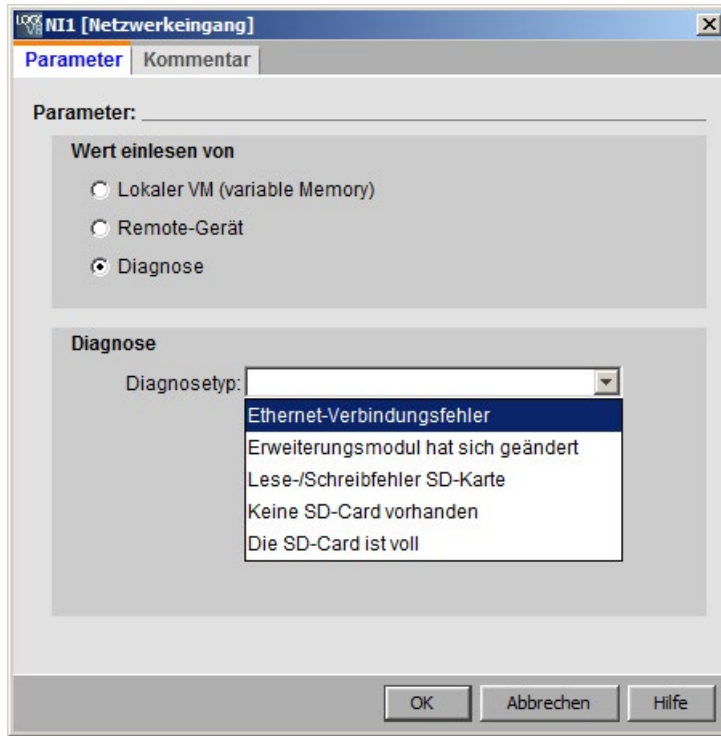 NI1 [Netzwerkeingang]
Parameter Kommentar
Parameter:
Wert einlesen von
Lokaler VM (variable Memory)
Remote-Gerät
Diagnose
Diagnose
Diagnosetyp:
Ethernet-Verbindungsfehler
Erweiterungsmodul hat sich geändert
Lese-/Schreibfehler SD-Karte
Keine SD-Card vorhanden
Die SD-Card ist voll
OK Abbrechen Hilfe